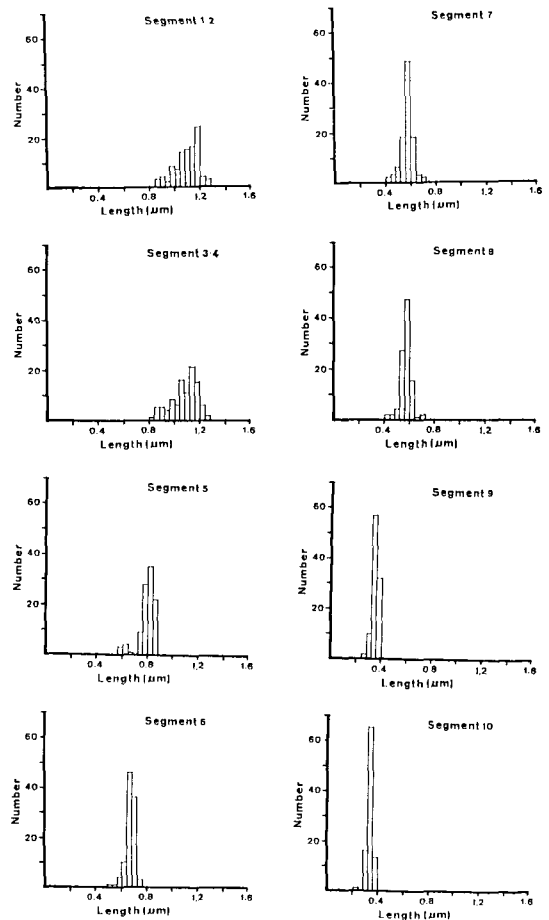 Segment 1·2
60
40
20
Number
0.4 0.8 1.2 1.6
Length (μm)
Segment 7
60
40
20
Number
0.4 0.8 1.2 1.6
Length (μm)
Segment 3·4
60
40
20
Number
0.4 0.8 1.2 1.6
Length (μm)
Segment 8
60
40
20
Number
0.4 0.8 1.2 1.6
Length (μm)
Segment 5
60
40
20
Number
0.4 0.8 1.2 1.6
Length (μm)
Segment 9
60
40
20
Number
0.4 0.8 1.2 1.6
Length (μm)
Segment 6
60
40
20
Number
0.4 0.8 1.2 1.6
Length (μm)
Segment 10
60
40
20
Number
0.4 0.8 1.2 1.6
Length (μm)